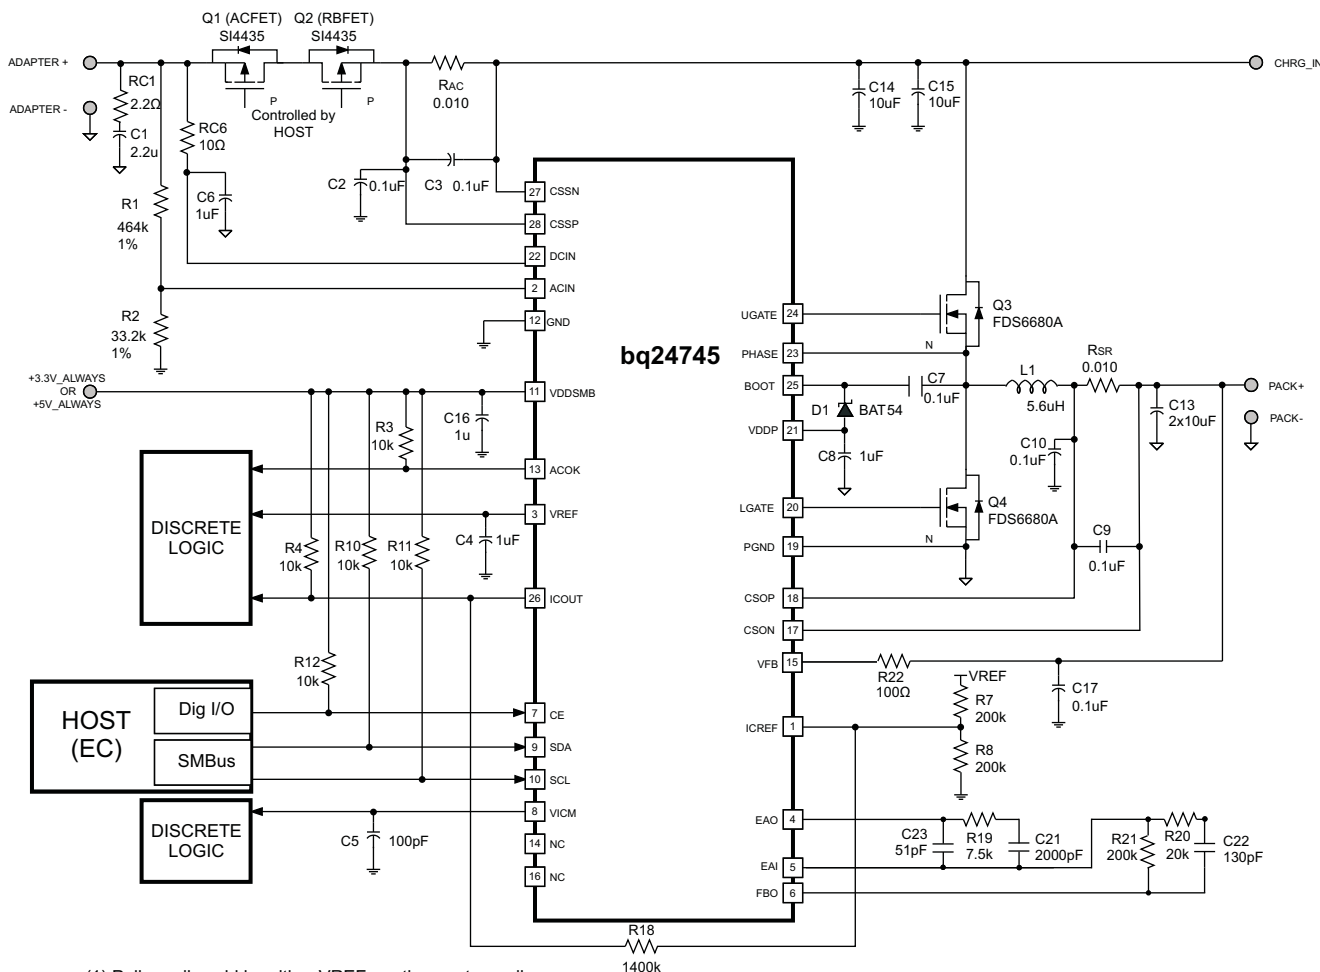 Q1 (ACFET)
SI4435
Q2 (RBFET)
SI4435
ADAPTER +
ADAPTER -
P
P
Controlled by
HOST
RAC
0.010
CHRG_IN
C14
10uF
C15
10uF
RC1
2.2Ω
C1
2.2u
RC6
10Ω
C6
1uF
C2
0.1uF
C3
0.1uF
R1
464k
1%
R2
33.2k
1%
27
CSSN
28
CSSP
22
DCIN
2
ACIN
12
GND
bq24745
UGATE
24
Q3
FDS6680A
N
PHASE
23
BOOT
25
C7
0.1uF
L1
5.6uH
RSR
0.010
PACK+
PACK-
C13
2x10uF
D1
BAT54
VDDP
21
C8
1uF
C10
0.1uF
+3.3V_ALWAYS
OR
+5V_ALWAYS
11
VDDSMB
C16
1u
R3
10k
13
ACOK
3
VREF
C4
1uF
DISCRETE
LOGIC
R4
10k
R10
10k
R11
10k
26
ICOUT
LGATE
20
Q4
FDS6680A
N
PGND
19
C9
0.1uF
CSOP
18
CSON
17
VFB
15
R22
100Ω
C17
0.1uF
VREF
R7
200k
ICREF
1
R8
200k
R12
10k
HOST
(EC)
Dig I/O
SMBus
7
CE
9
SDA
10
SCL
8
VICM
C5
100pF
DISCRETE
LOGIC
14
NC
16
NC
EAO
4
C23
51pF
R19
7.5k
C21
2000pF
EAI
5
FBO
6
R21
200k
R20
20k
C22
130pF
R18
1400k